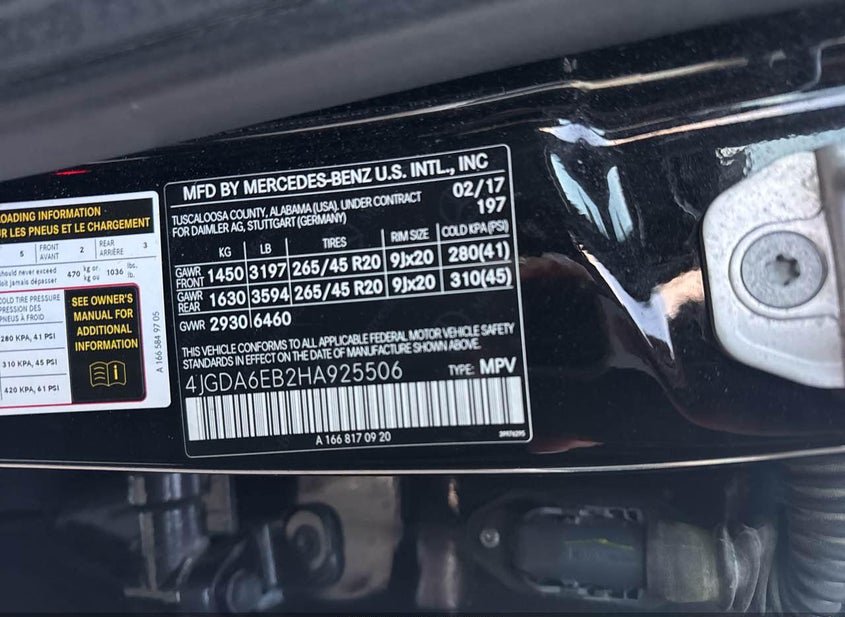 OADING INFORMATION
UR LES PNEUS ET LE CHARGEMENT
5 FRONT AVANT 2 REAR ARRIÈRE 3
hould never exceed 470 kg or 1036 lbs.
oit jamais dépasser kg ou lb.
COLD TIRE PRESSURE
PRESSION DES
PNEUS À FROID
280 KPA, 41 PSI
310 KPA, 45 PSI
420 KPA, 61 PSI
SEE OWNER'S
MANUAL FOR
ADDITIONAL
INFORMATION
A 166 584 97 05
MFD BY MERCEDES-BENZ U.S. INTL., INC
TUSCALOOSA COUNTY, ALABAMA (USA), UNDER CONTRACT 02/17
FOR DAIMLER AG, STUTTGART (GERMANY) 197
KG LB TIRES RIM SIZE COLD KPA(PSI)
GAWR FRONT 1450 3197 265/45 R20 9Jx20 280(41)
GAWR REAR 1630 3594 265/45 R20 9Jx20 310(45)
GWR 2930 6460
THIS VEHICLE CONFORMS TO ALL APPLICABLE FEDERAL MOTOR VEHICLE SAFETY
STANDARDS IN EFFECT ON THE DATE OF MANUFACTURE SHOWN ABOVE.
4JGDA6EB2HA925506 TYPE: MPV
A 166 817 09 20